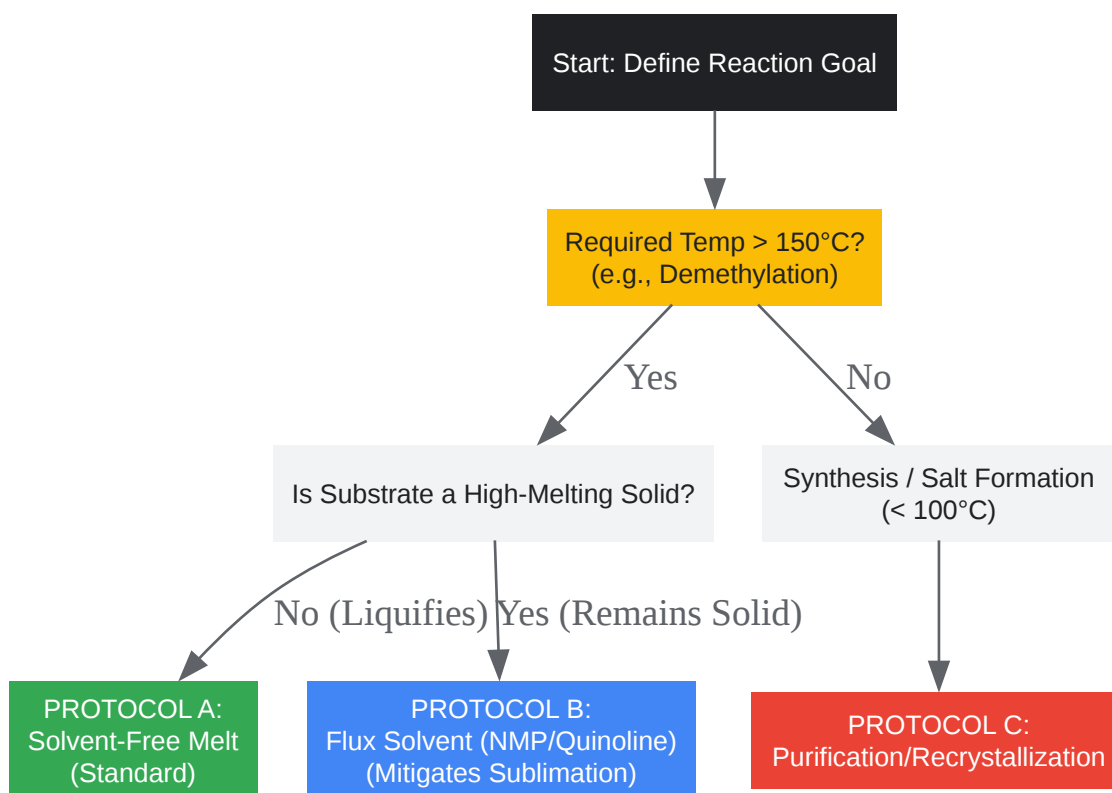 Start: Define Reaction Goal
Required Temp > 150°C?
(e.g., Demethylation)
Yes
No
Is Substrate a High-Melting Solid?
Synthesis / Salt Formation
(< 100°C)
No (Liquifies)
Yes (Remains Solid)
PROTOCOL A:
Solvent-Free Melt
(Standard)
PROTOCOL B:
Flux Solvent (NMP/Quinoline)
(Mitigates Sublimation)
PROTOCOL C:
Purification/Recrystallization